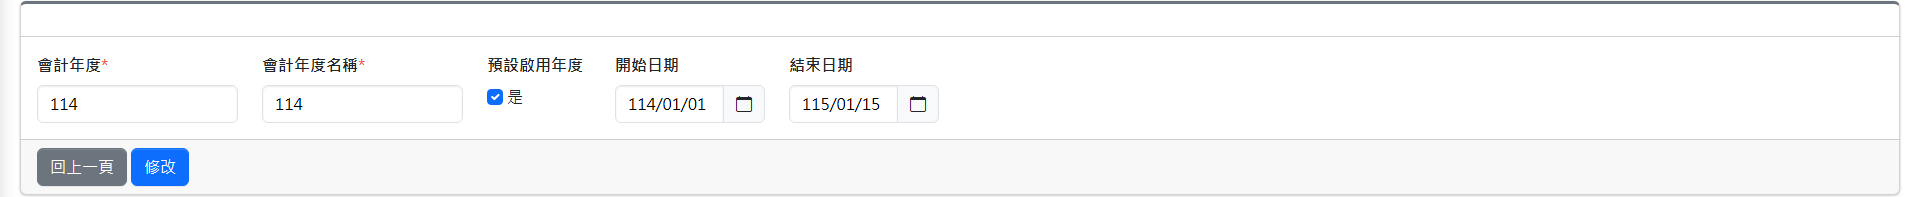 會計年度* 會計年度名稱* 預設啟用年度 開始日期 結束日期
114 114 是 114/01/01 115/01/15
回上一頁 修改